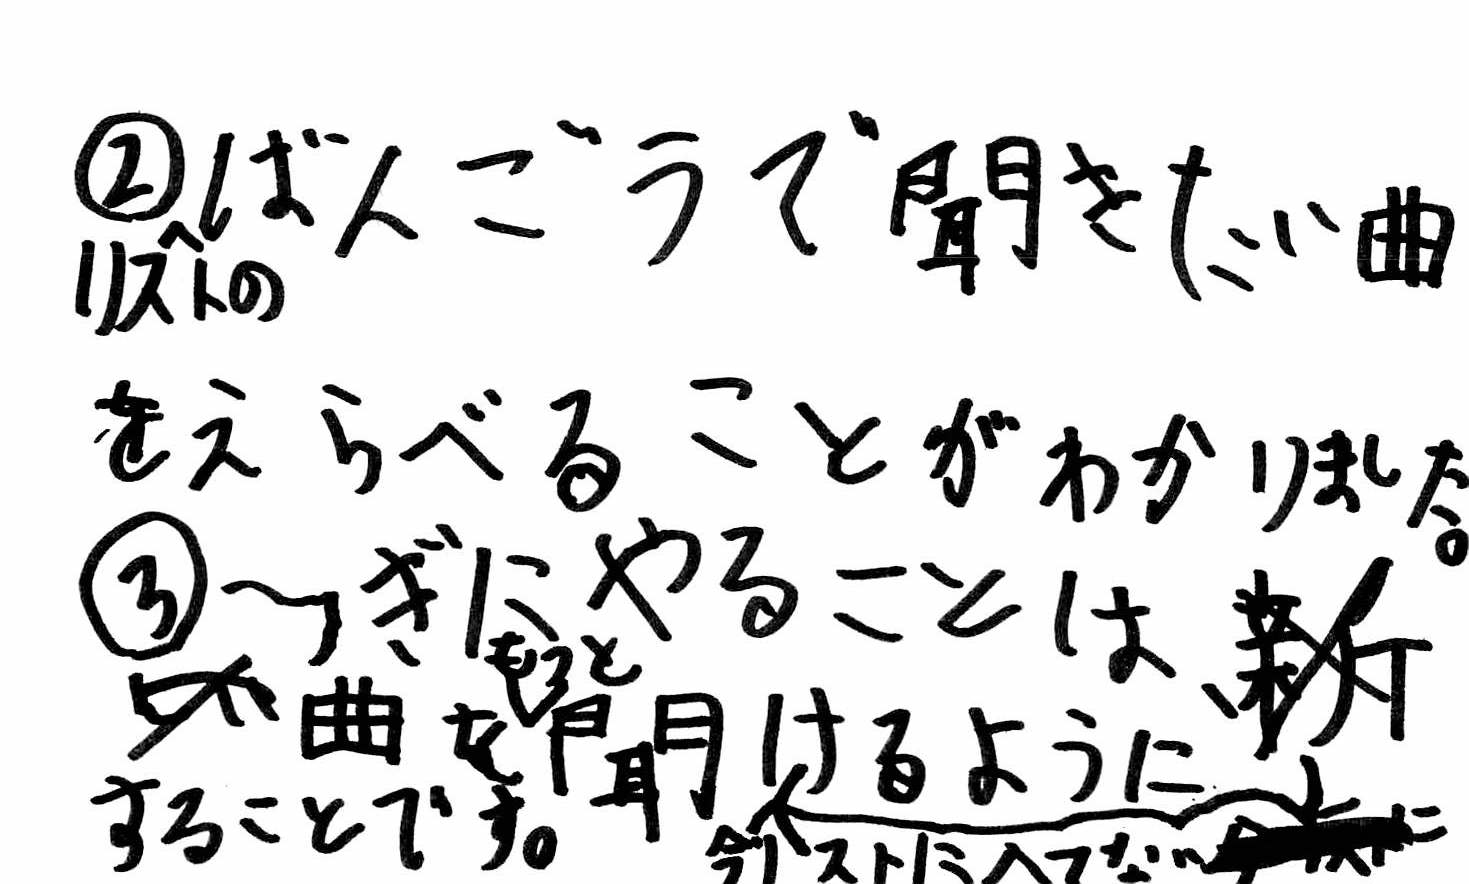 ②ばんごうで聞きたい曲
リストの
をえらべることがわかりました。
③つぎにやることは
もっと
曲を聞けるように
することです。
今リストに入ってない